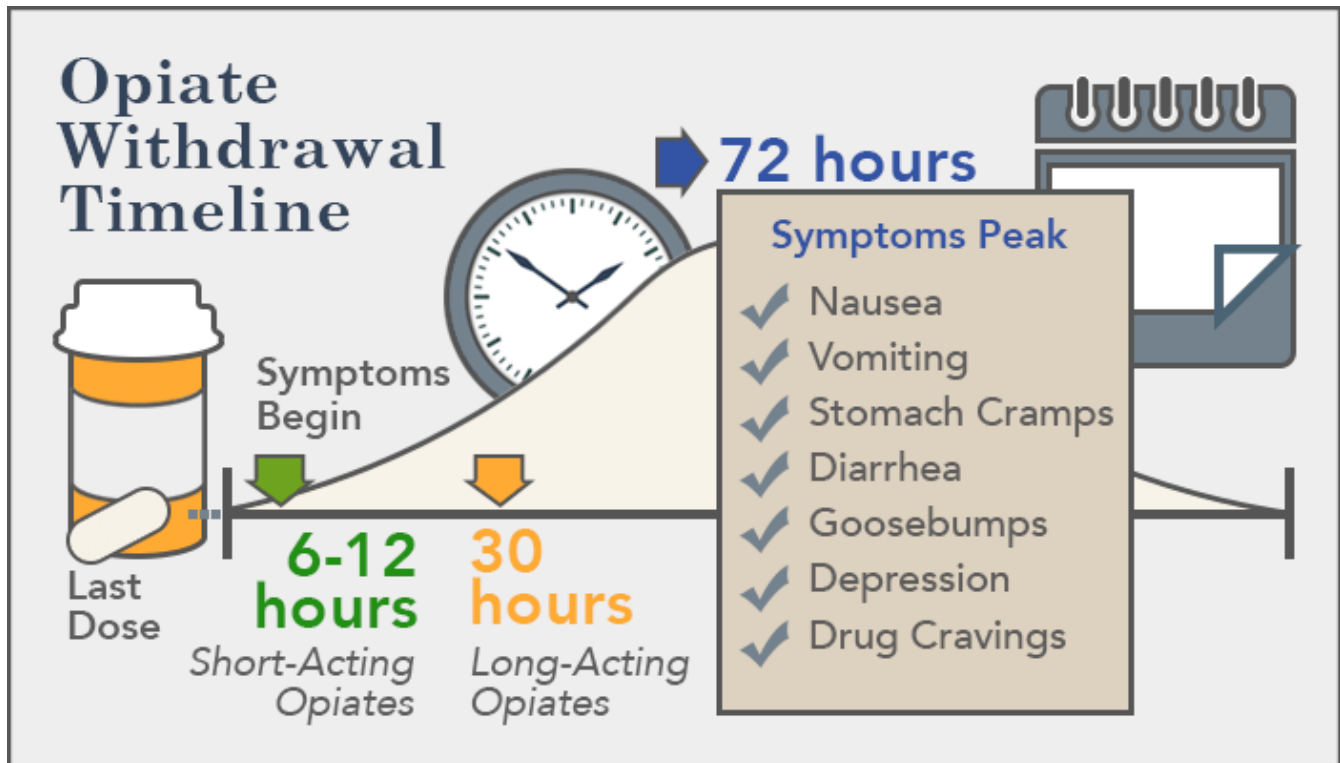 Opiate
Withdrawal
Timeline
72 hours
Symptoms Peak
Nausea
Vomiting
Stomach Cramps
Diarrhea
Goosebumps
Depression
Drug Cravings
Symptoms
Begin
Last
Dose
6-12
hours
Short-Acting
Opiates
30
hours
Long-Acting
Opiates